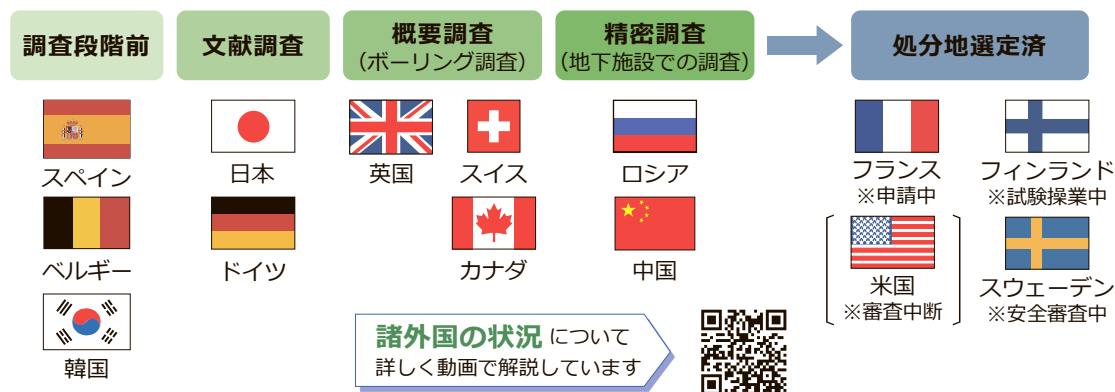 調査段階前
文献調査
概要調査
（ボーリング調査）
精密調査
（地下施設での調査）
処分地選定済
スペイン
日本
英国
スイス
ロシア
フランス
※申請中
フィンランド
※試験操業中
ベルギー
ドイツ
カナダ
中国
米国
※審査中断
スウェーデン
※安全審査中
韓国
諸外国の状況 について
詳しく動画で解説しています